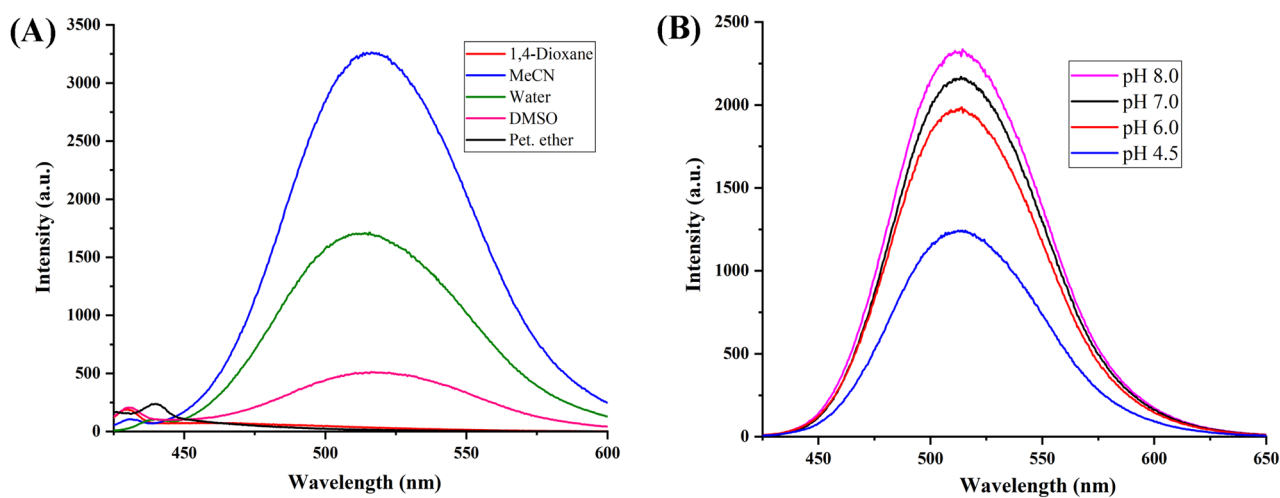 (A)
3500
3000
2500
2000
1500
1000
500
0
Intensity (a.u.)
1,4-Dioxane
MeCN
Water
DMSO
Pet. ether
450
500
550
600
Wavelength (nm)
(B)
2500
2000
1500
1000
500
0
Intensity (a.u.)
pH 8.0
pH 7.0
pH 6.0
pH 4.5
450
500
550
600
650
Wavelength (nm)